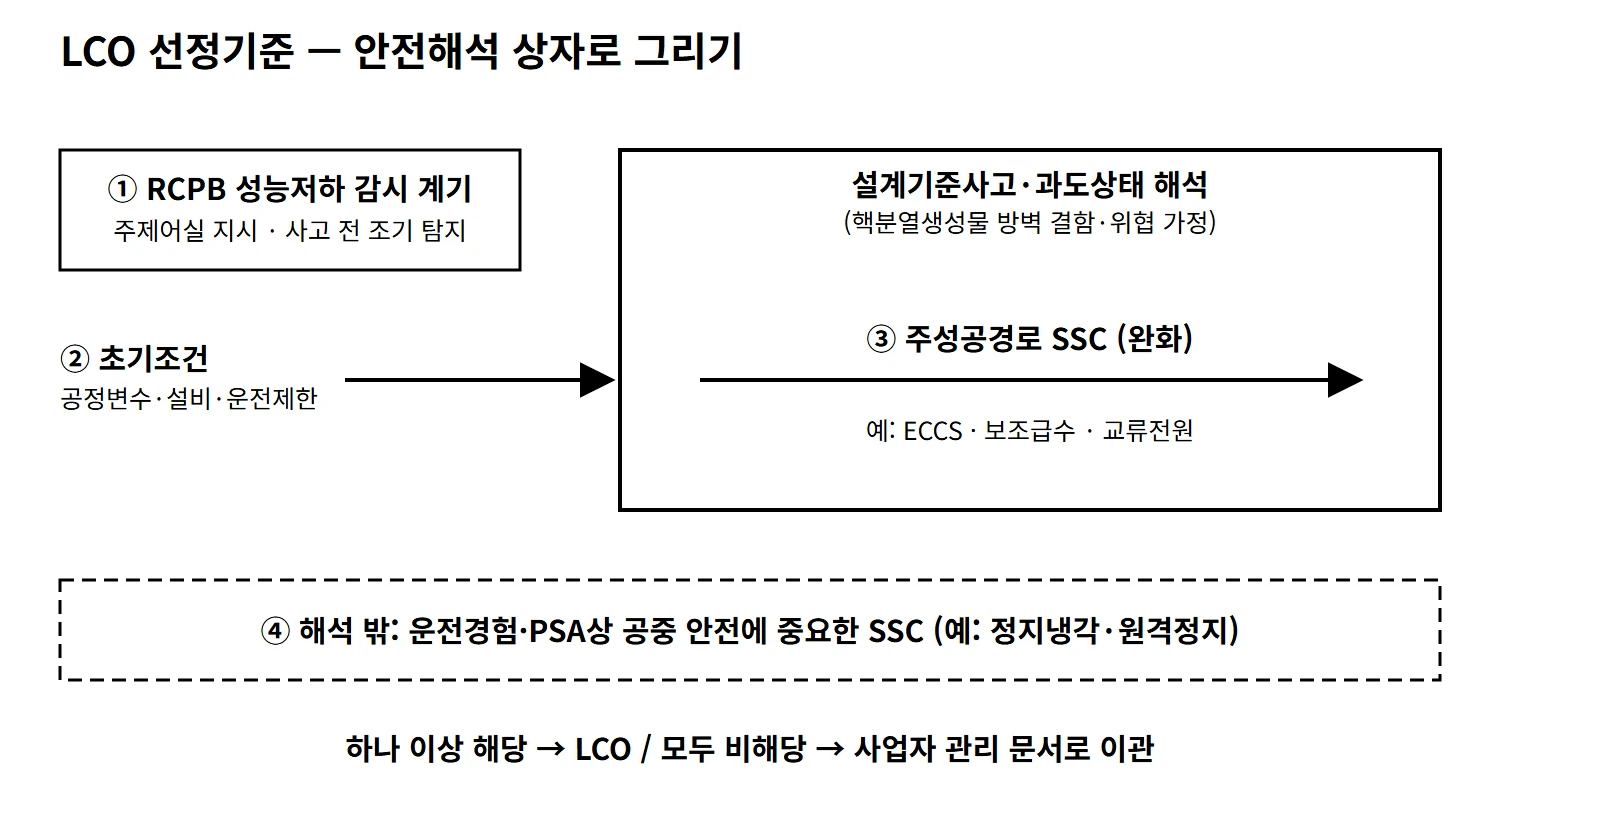 LCO 선정기준 — 안전해석 상자로 그리기
① RCPB 성능저하 감시 계기
주제어실 지시 · 사고 전 조기 탐지
설계기준사고·과도상태 해석
(핵분열생성물 방벽 결함·위협 가정)
② 초기조건
공정변수·설비·운전제한
③ 주성공경로 SSC (완화)
예: ECCS · 보조급수 · 교류전원
④ 해석 밖: 운전경험·PSA상 공중 안전에 중요한 SSC (예: 정지냉각·원격정지)
하나 이상 해당 → LCO / 모두 비해당 → 사업자 관리 문서로 이관